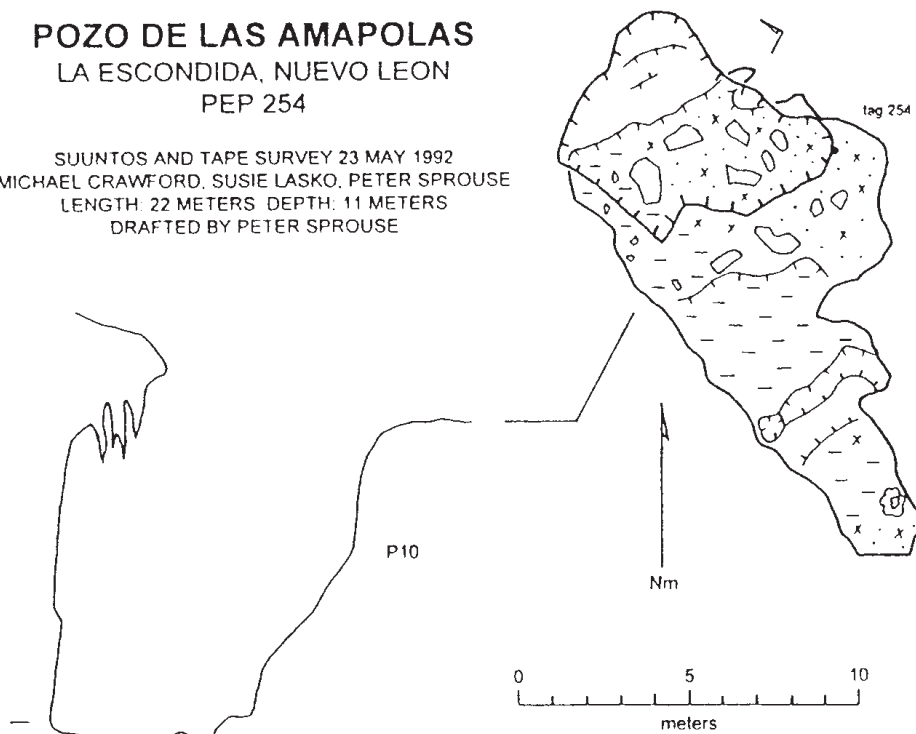 POZO DE LAS AMAPOLAS
LA ESCONDIDA, NUEVO LEON
PEP 254
SUUNTOS AND TAPE SURVEY 23 MAY 1992
MICHAEL CRAWFORD, SUSIE LASKO, PETER SPROUSE
LENGTH: 22 METERS DEPTH: 11 METERS
DRAFTED BY PETER SPROUSE
tag 254
P10
Nm
0 5 10
meters